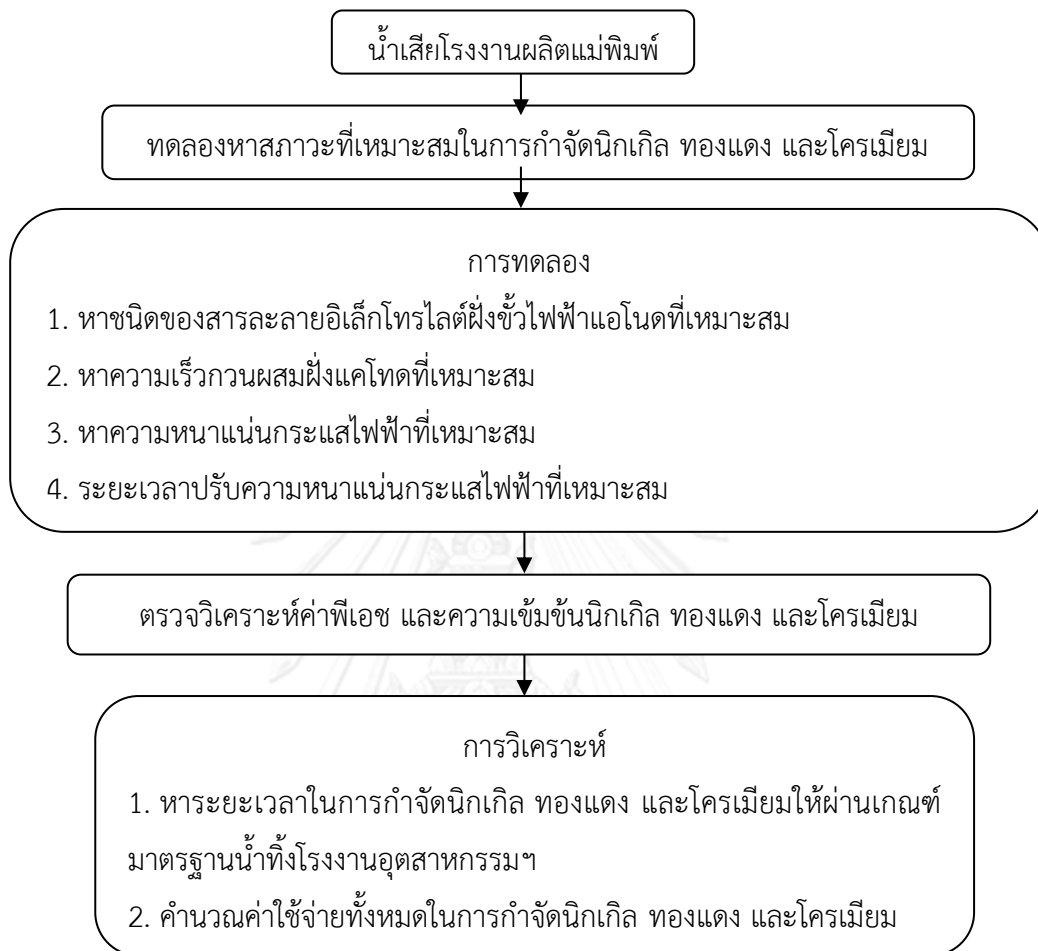 น้ำเสียโรงงานผลิตแม่พิมพ์
ทดลองหาสภาวะที่เหมาะสมในการกำจัดนิกเกิล ทองแดง และโครเมียม
การทดลอง
1. หาชนิดของสารละลายอิเล็กโทรไลต์ฝั่งขั้วไฟฟ้าแอโนดที่เหมาะสม
2. หาความเร็วกวนผสมฝั่งแคโทดที่เหมาะสม
3. หาความหนาแน่นกระแสไฟฟ้าที่เหมาะสม
4. ระยะเวลาปรับความหนาแน่นกระแสไฟฟ้าที่เหมาะสม
ตรวจวิเคราะห์ค่าพีเอช และความเข้มข้นนิกเกิล ทองแดง และโครเมียม
การวิเคราะห์
1. หาระยะเวลาในการกำจัดนิกเกิล ทองแดง และโครเมียมให้ผ่านเกณฑ์
มาตรฐานน้ำทิ้งโรงงานอุตสาหกรรมฯ
2. คำนวณค่าใช้จ่ายทั้งหมดในการกำจัดนิกเกิล ทองแดง และโครเมียม